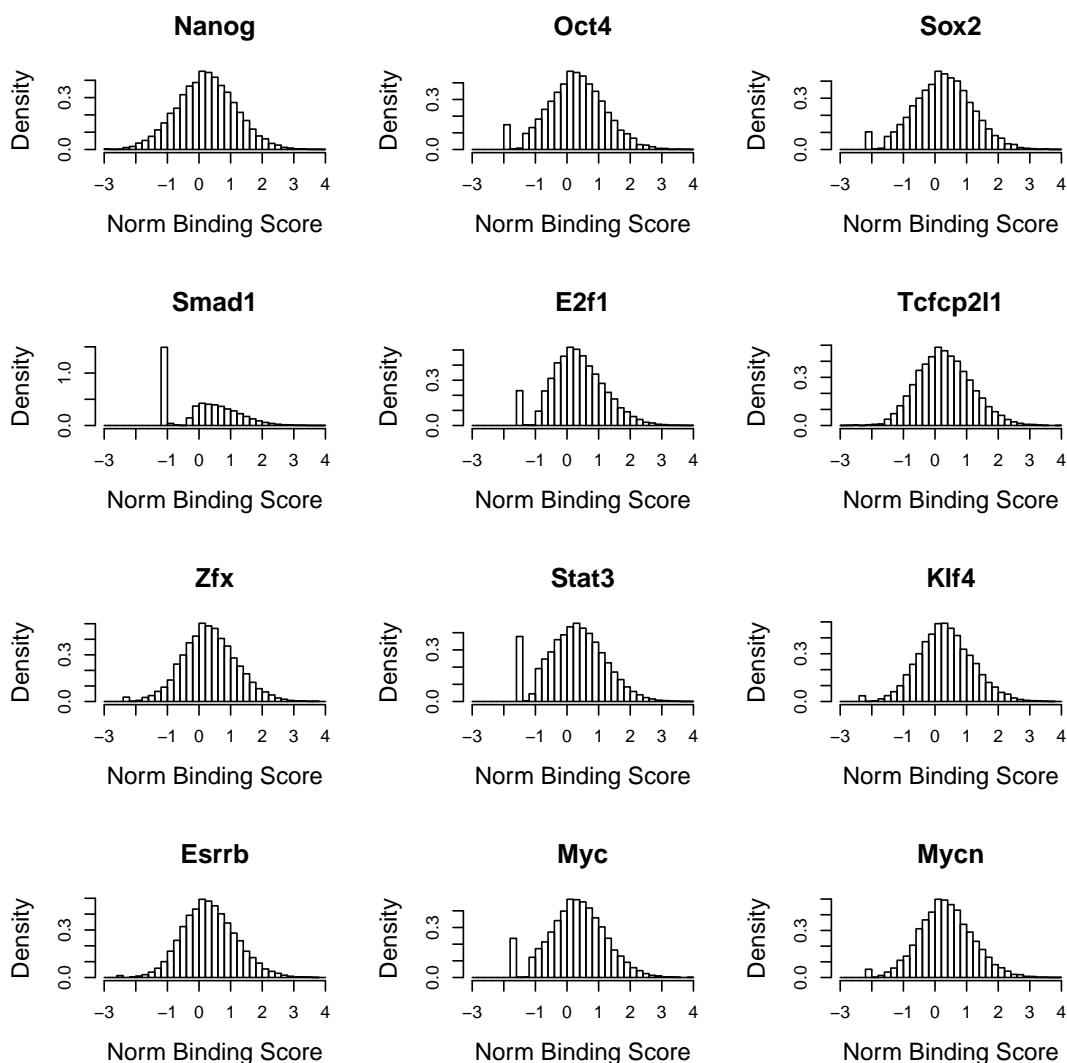 Nanog
Oct4
Sox2
Density
0.0 0.3
−3 −1 0 1 2 3 4
Norm Binding Score
Density
0.0 0.3
−3 −1 0 1 2 3 4
Norm Binding Score
Density
0.0 0.3
−3 −1 0 1 2 3 4
Norm Binding Score
Smad1
E2f1
Tcfcp2l1
Density
0.0 1.0
−3 −1 0 1 2 3 4
Norm Binding Score
Density
0.0 0.3
−3 −1 0 1 2 3 4
Norm Binding Score
Density
0.0 0.3
−3 −1 0 1 2 3 4
Norm Binding Score
Zfx
Stat3
Klf4
Density
0.0 0.3
−3 −1 0 1 2 3 4
Norm Binding Score
Density
0.0 0.3
−3 −1 0 1 2 3 4
Norm Binding Score
Density
0.0 0.3
−3 −1 0 1 2 3 4
Norm Binding Score
Esrrb
Myc
Mycn
Density
0.0 0.3
−3 −1 0 1 2 3 4
Norm Binding Score
Density
0.0 0.3
−3 −1 0 1 2 3 4
Norm Binding Score
Density
0.0 0.3
−3 −1 0 1 2 3 4
Norm Binding Score